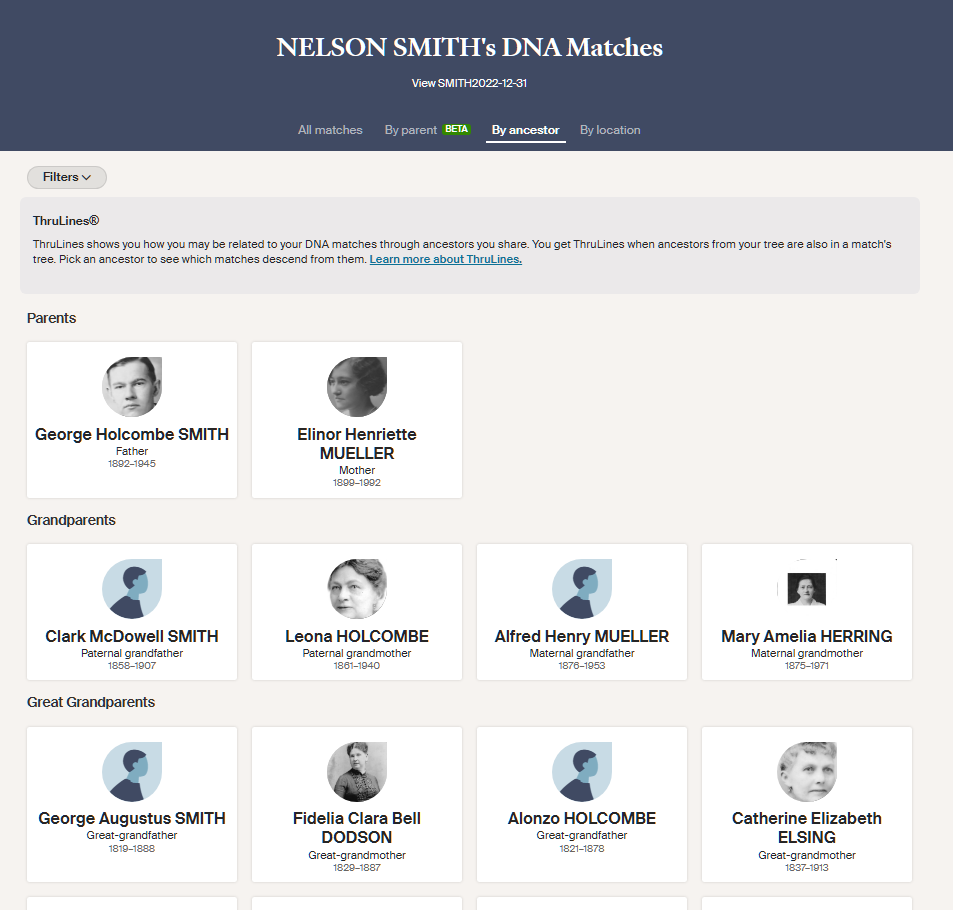 NELSON SMITH's DNA Matches
View SMITH2022-12-31
All matches By parent BETA By ancestor By location
Filters
ThruLines®
ThruLines shows you how you may be related to your DNA matches through ancestors you share. You get ThruLines when ancestors from your tree are also in a match's
tree. Pick an ancestor to see which matches descend from them. Learn more about ThruLines.
Parents
George Holcombe SMITH
Father
1892–1945
Elinor Henriette
MUELLER
Mother
1899–1992
Grandparents
Clark McDowell SMITH
Paternal grandfather
1858–1907
Leona HOLCOMBE
Paternal grandmother
1861–1940
Alfred Henry MUELLER
Maternal grandfather
1876–1953
Mary Amelia HERRING
Maternal grandmother
1875–1971
Great Grandparents
George Augustus SMITH
Great-grandfather
1819–1888
Fidelia Clara Bell
DODSON
Great-grandmother
1829–1887
Alonzo HOLCOMBE
Great-grandfather
1821–1878
Catherine Elizabeth
ELSING
Great-grandmother
1837–1913